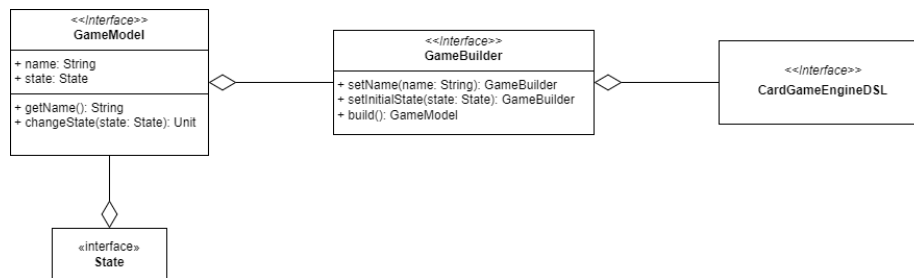 <<Interface>>
GameModel
+ name: String
+ state: State
+ getName(): String
+ changeState(state: State): Unit
<<Interface>>
GameBuilder
+ setName(name: String): GameBuilder
+ setInitialState(state: State): GameBuilder
+ build(): GameModel
<<Interface>>
CardGameEngineDSL
«interface»
State